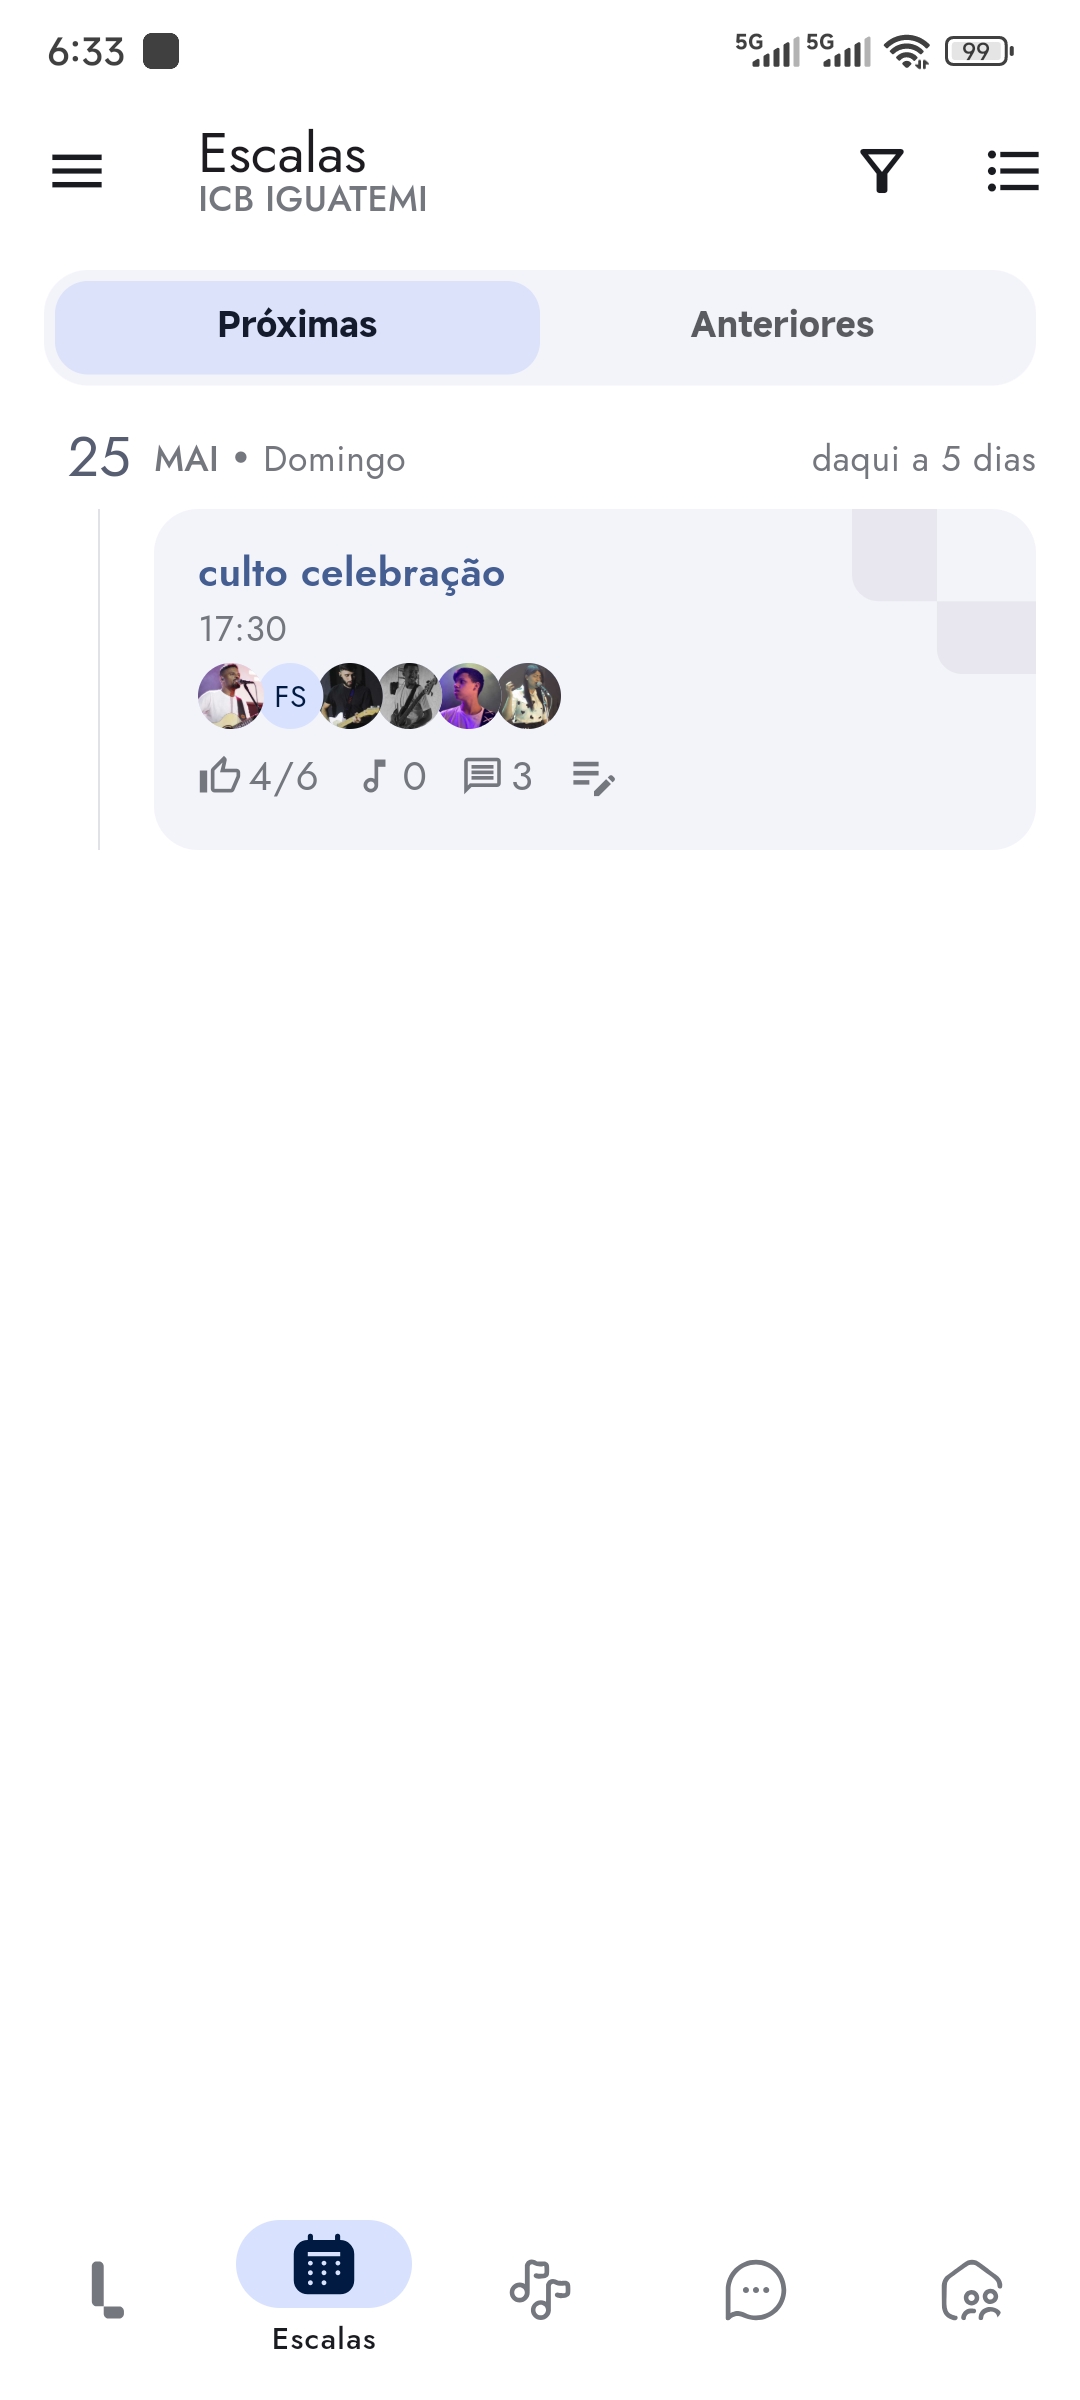 6:33
5G 5G 99
Escalas
ICB IGUATEMI
Próximas Anteriores
25 MAI • Domingo daqui a 5 dias
culto celebração
17:30
FS
4/6 0 3
Escalas